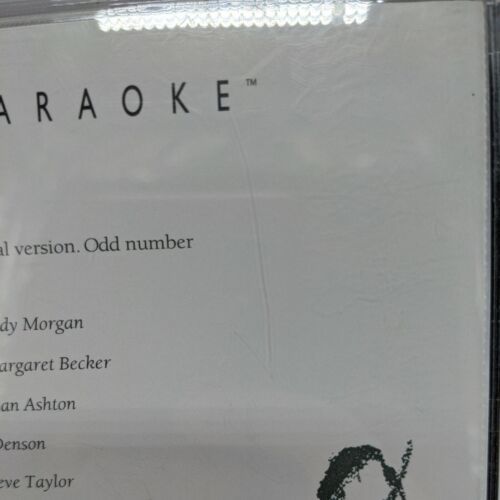 ARAOKE™
al version. Odd number
dy Morgan
argaret Becker
an Ashton
Denson
eve Taylor